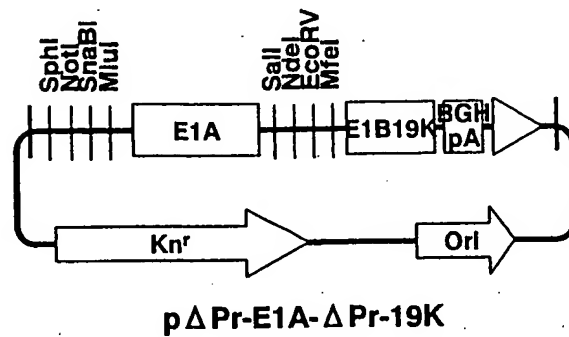 SphI
NotI
SnaBI
MluI
SalI
NdeI
EcoRV
MfeI
E1A
E1B19K
BGH
pA
Knʳ
Ori
pΔPr-E1A-ΔPr-19K